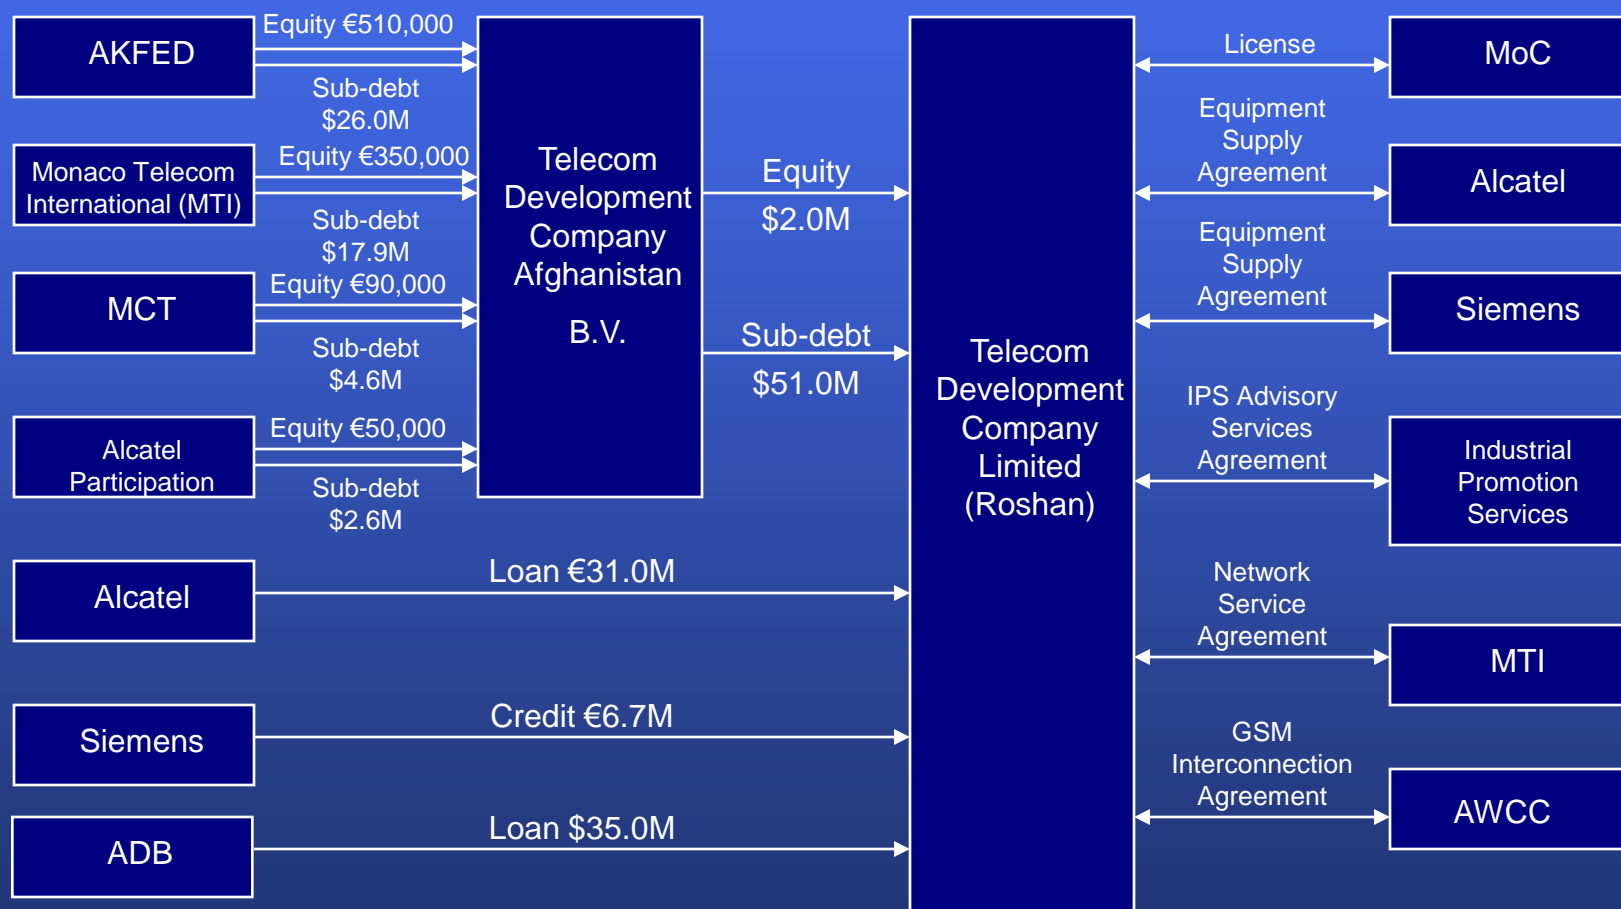 AKFED
Equity €510,000
Sub-debt
$26.0M
Monaco Telecom
International (MTI)
Equity €350,000
Sub-debt
$17.9M
MCT
Equity €90,000
Sub-debt
$4.6M
Alcatel
Participation
Equity €50,000
Sub-debt
$2.6M
Telecom
Development
Company
Afghanistan
B.V.
Equity
$2.0M
Sub-debt
$51.0M
Alcatel
Loan €31.0M
Siemens
Credit €6.7M
ADB
Loan $35.0M
Telecom
Development
Company
Limited
(Roshan)
License
MoC
Equipment
Supply
Agreement
Alcatel
Equipment
Supply
Agreement
Siemens
IPS Advisory
Services
Agreement
Industrial
Promotion
Services
Network
Service
Agreement
MTI
GSM
Interconnection
Agreement
AWCC